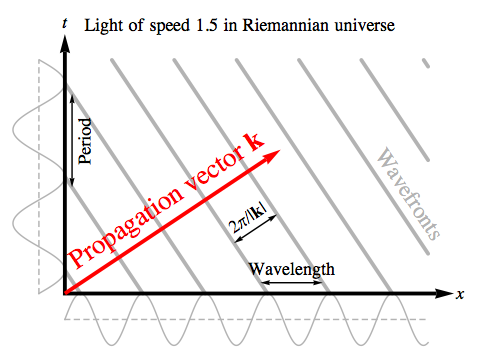 t
Light of speed 1.5 in Riemannian universe
Period
Propagation vector k
Wavefronts
2π/|k|
Wavelength
x